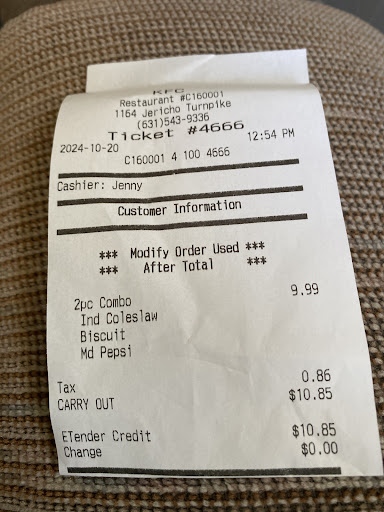 KFC
Restaurant #C160001
1164 Jericho Turnpike
(631)543-9336
Ticket #4666
2024-10-20 12:54 PM
C160001 4 100 4666
Cashier: Jenny
Customer Information
*** Modify Order Used ***
*** After Total ***
2pc Combo 9.99
Ind Coleslaw
Biscuit
Md Pepsi
Tax 0.86
CARRY OUT $10.85
ETender Credit $10.85
Change $0.00